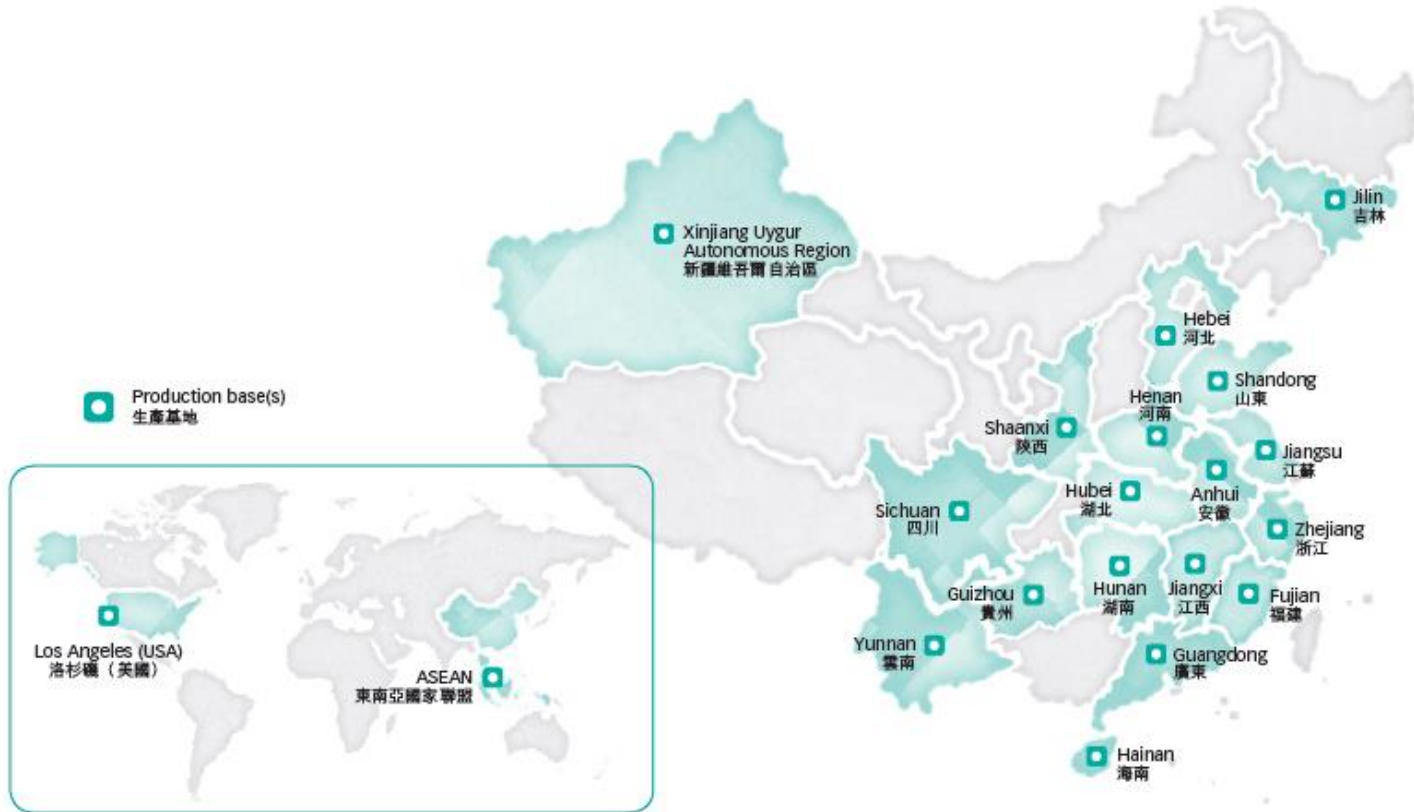 Jilin
吉林
Xinjiang Uygur
Autonomous Region
新疆維吾爾自治區
Hebei
河北
Shandong
山東
Henan
河南
Production base(s)
生產基地
Shaanxi
陝西
Jiangsu
江蘇
Anhui
安徽
Hubei
湖北
Sichuan
四川
Zhejiang
浙江
Guizhou
貴州
Hunan
湖南
Jiangxi
江西
Fujian
福建
Yunnan
雲南
Guangdong
廣東
Hainan
海南
Los Angeles (USA)
洛杉磯（美國）
ASEAN
東南亞國家聯盟